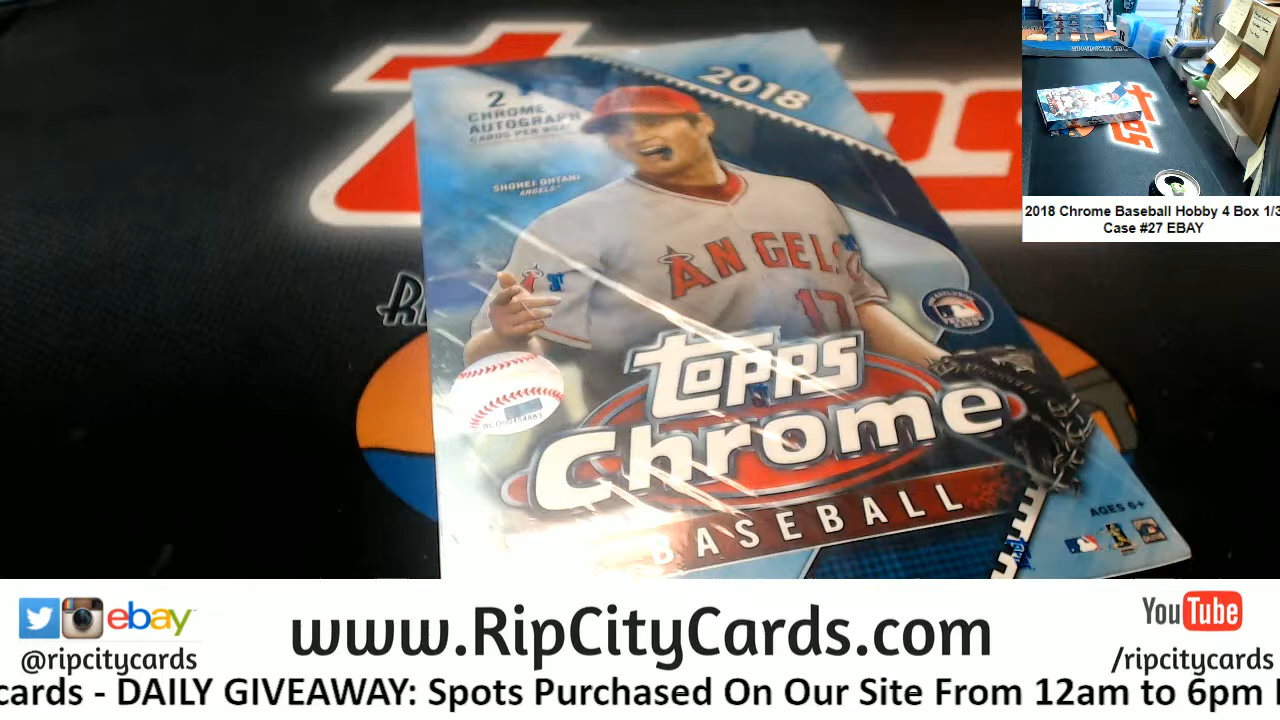 2018
2
CHROME
AUTOGRAPH
CARDS PER BOX!
SHOHEI OHTANI
ANGELS
ANGELS
17
TOPPS
Chrome
BASEBALL
AGES 6+
topps
2018 Chrome Baseball Hobby 4 Box 1/3
Case #27 EBAY
ebay
@ripcitycards
www.RipCityCards.com
YouTube
/ripcitycards
cards - DAILY GIVEAWAY: Spots Purchased On Our Site From 12am to 6pm